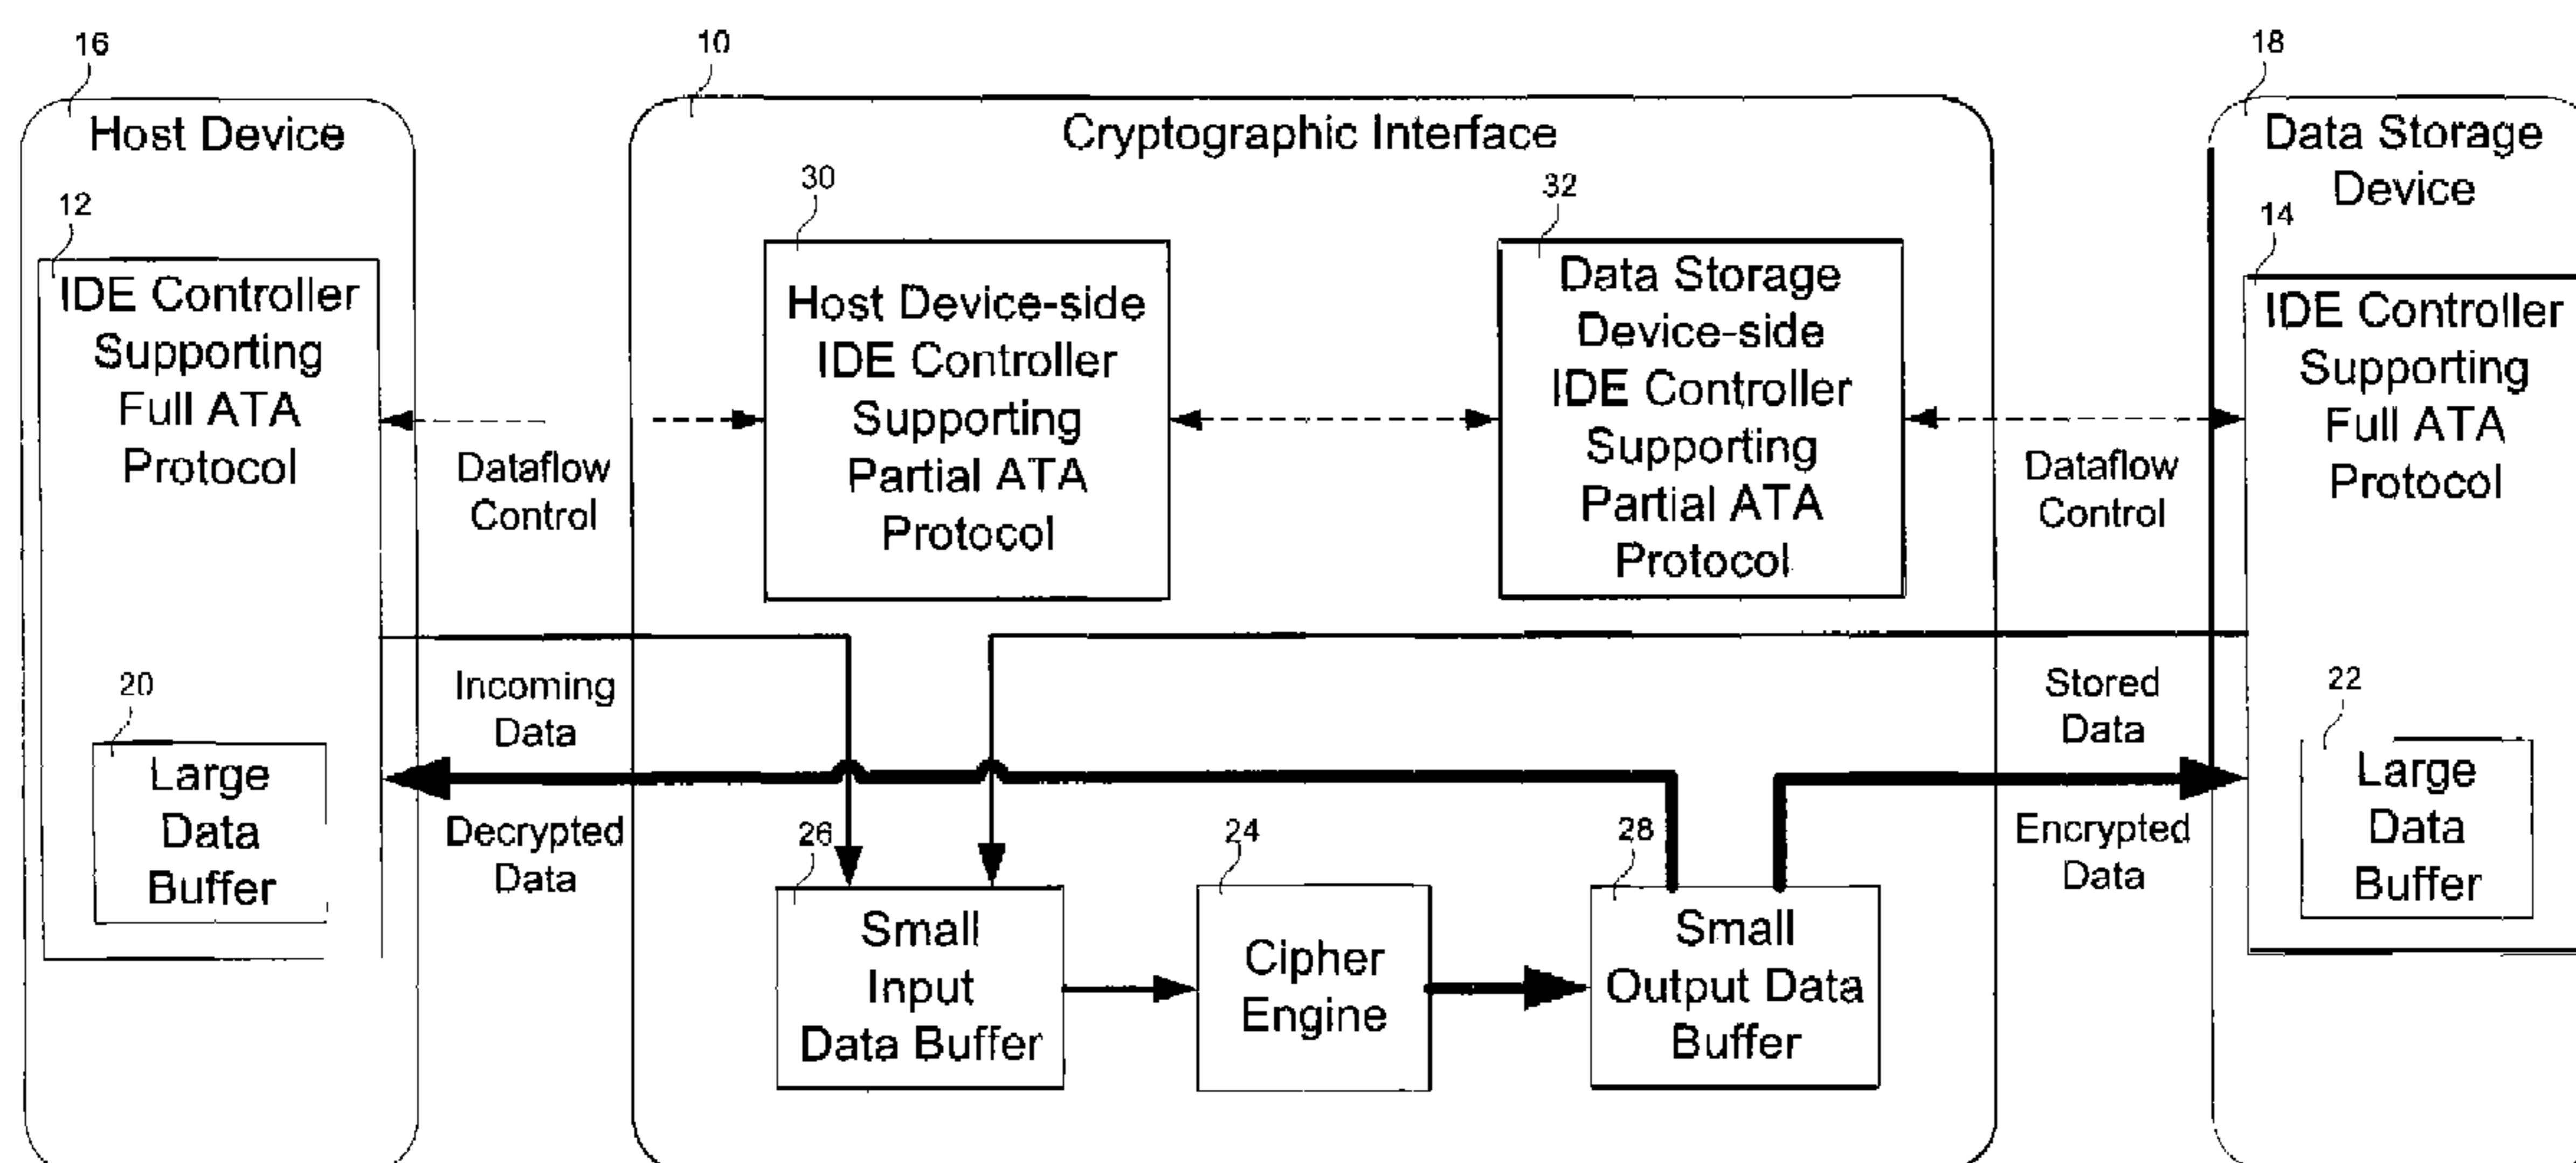 16
Host Device
12
IDE Controller
Supporting
Full ATA
Protocol
20
Large
Data
Buffer
Dataflow
Control
Incoming
Data
Decrypted
Data
10
Cryptographic Interface
30
Host Device-side
IDE Controller
Supporting
Partial ATA
Protocol
32
Data Storage
Device-side
IDE Controller
Supporting
Partial ATA
Protocol
26
Small
Input
Data Buffer
24
Cipher
Engine
28
Small
Output Data
Buffer
Dataflow
Control
Stored
Data
Encrypted
Data
18
Data Storage
Device
14
IDE Controller
Supporting
Full ATA
Protocol
22
Large
Data
Buffer